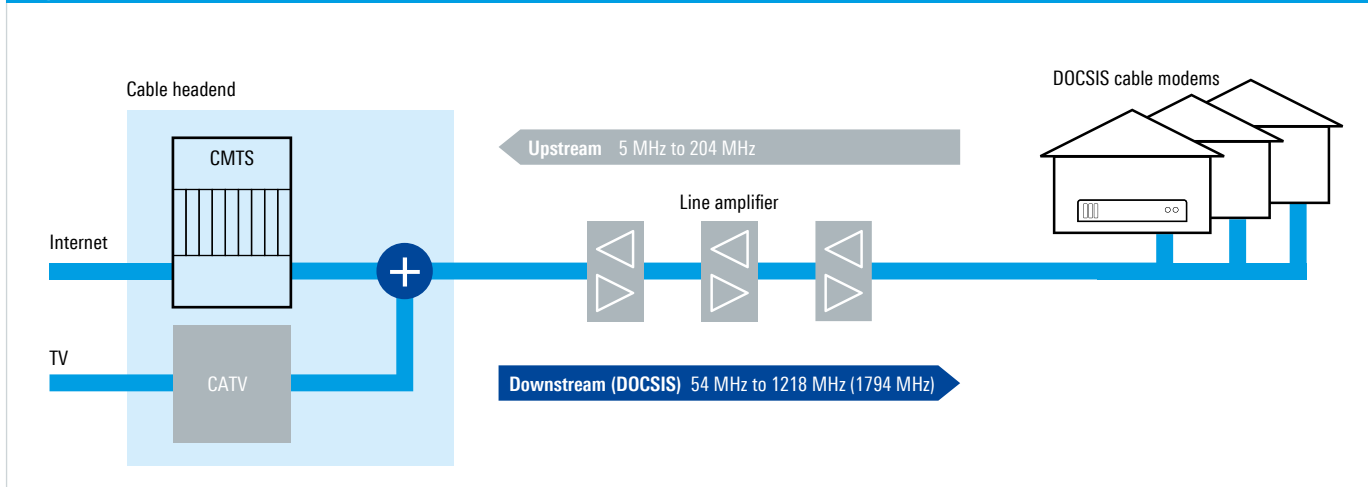 Cable headend
DOCSIS cable modems
CMTS
Upstream 5 MHz to 204 MHz
Line amplifier
Internet
TV
CATV
Downstream (DOCSIS) 54 MHz to 1218 MHz (1794 MHz)